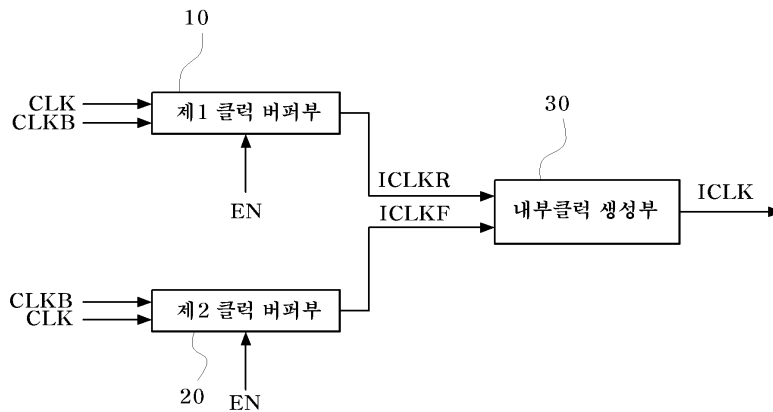 10
CLK
CLKB
제1 클럭 버퍼부
EN
30
ICLKR
ICLKF
내부클럭 생성부
ICLK
CLKB
CLK
제2 클럭 버퍼부
20
EN